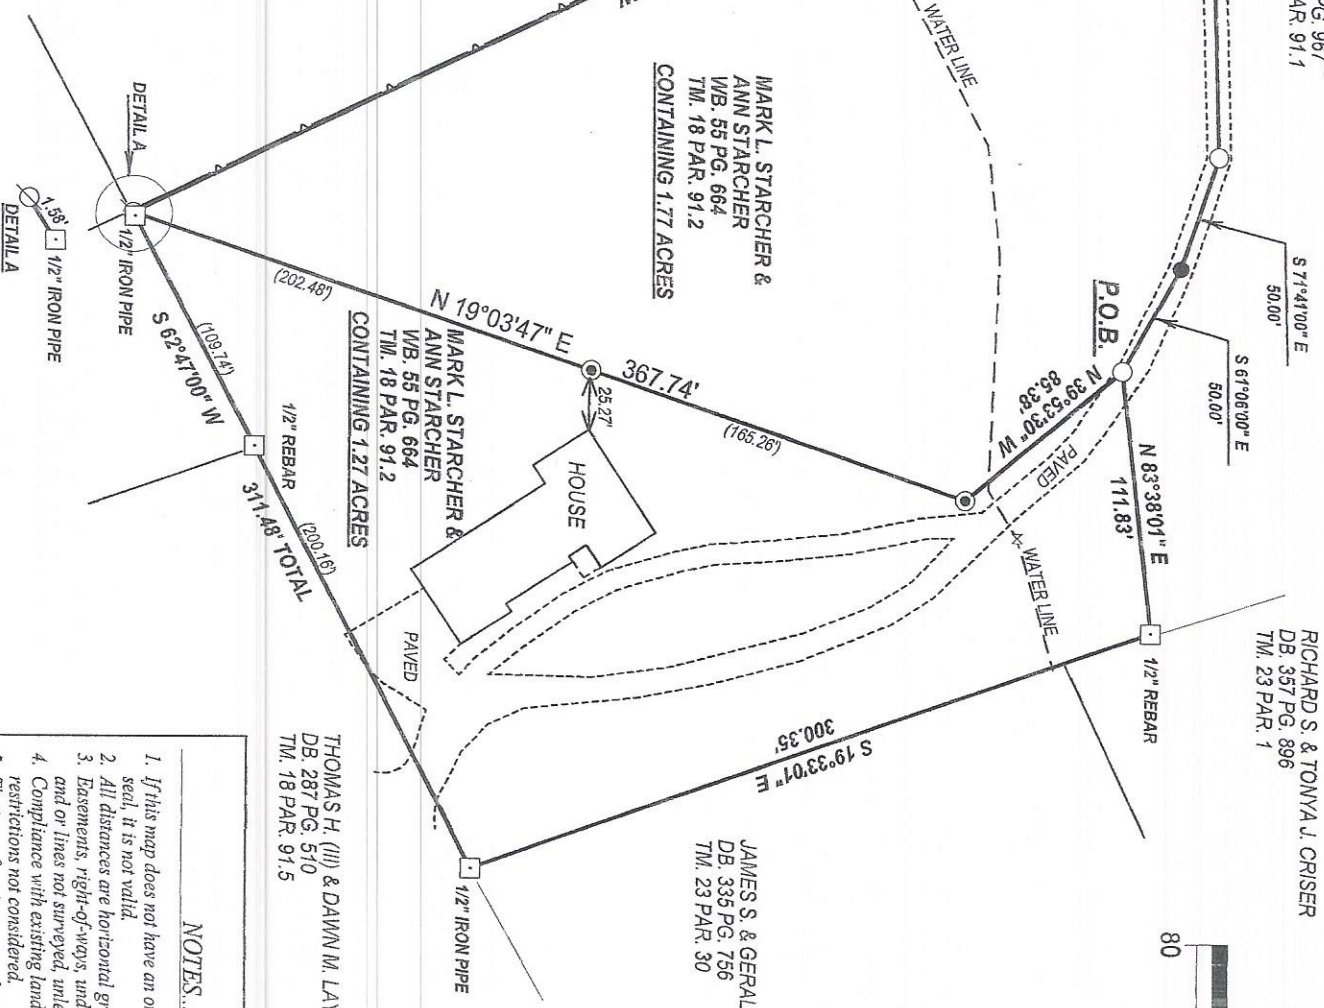 PG. 967
PAR. 91.1
WATER LINE
MARK L. STARCHER &
ANN STARCHER
WB. 55 PG. 664
TM. 18 PAR. 91.2
CONTAINING 1.77 ACRES
S 71°41'00" E
50.00'
S 61°06'00" E
50.00'
P.O.B.
N 39°53'30" W
85.38'
PAVED
N 83°38'01" E
111.83'
WATER LINE
1/2" REBAR
RICHARD S. & TONYA J. CRISER
DB. 357 PG. 896
TM. 23 PAR. 1
DETAIL A
1/2" IRON PIPE
1.58'
1/2" IRON PIPE
DETAIL A
(202.48')
N 19°03'47" E
367.74'
(165.26')
25.27'
HOUSE
MARK L. STARCHER &
ANN STARCHER
WB. 55 PG. 664
TM. 18 PAR. 91.2
CONTAINING 1.27 ACRES
(109.74')
S 62°47'00" W
1/2" REBAR
(200.16')
311.48' TOTAL
PAVED
S 19°33'01" E
300.35'
1/2" IRON PIPE
JAMES S. & GERAL
DB. 335 PG. 756
TM. 23 PAR. 30
THOMAS H. (III) & DAWN M. LAY
DB. 287 PG. 510
TM. 18 PAR. 91.5
80
NOTES...
1. If this map does not have an o
seal, it is not valid.
2. All distances are horizontal gr
3. Easements, right-of-ways, und
and or lines not surveyed, unle
4. Compliance with existing land
restrictions not considered.